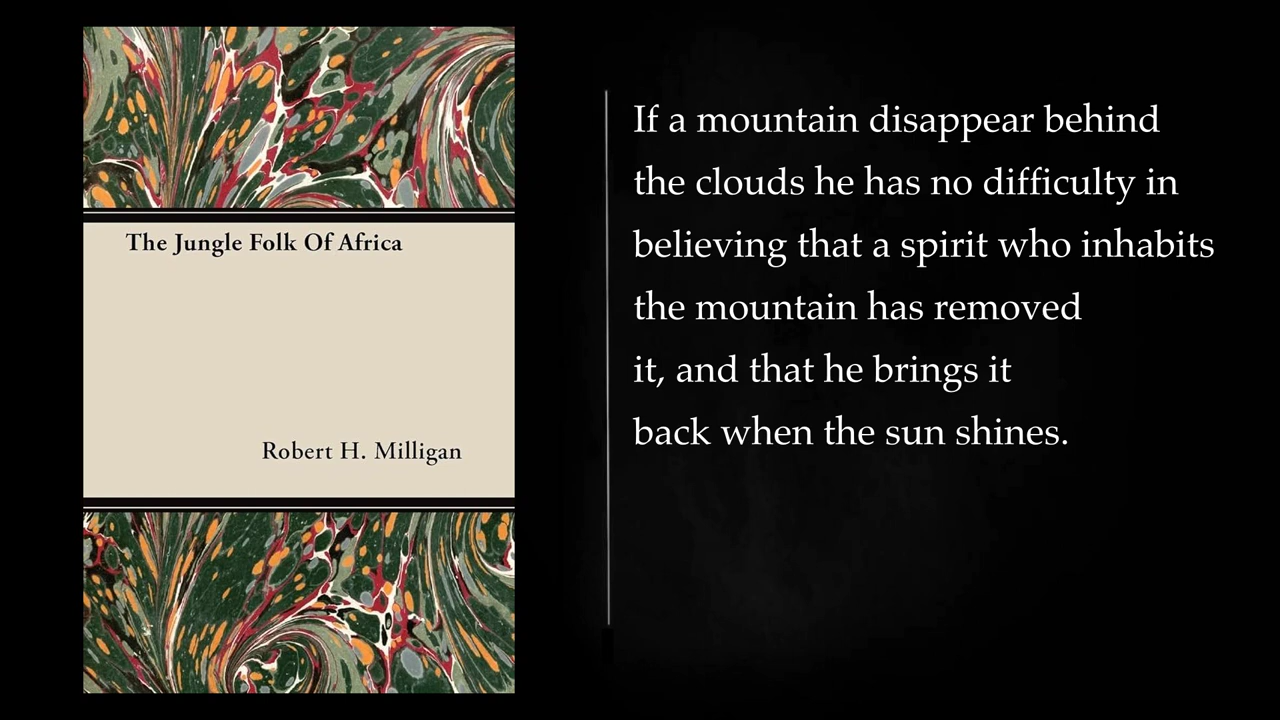 The Jungle Folk Of Africa
Robert H. Milligan
If a mountain disappear behind
the clouds he has no difficulty in
believing that a spirit who inhabits
the mountain has removed
it, and that he brings it
back when the sun shines.